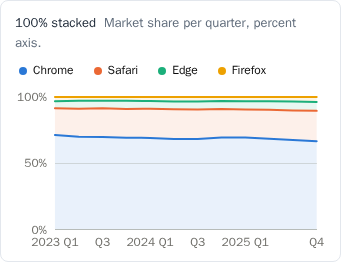 100% stacked Market share per quarter, percent
axis.
Chrome Safari Edge Firefox
100%
50%
0%
2023 Q1 Q3 2024 Q1 Q3 2025 Q1 Q4